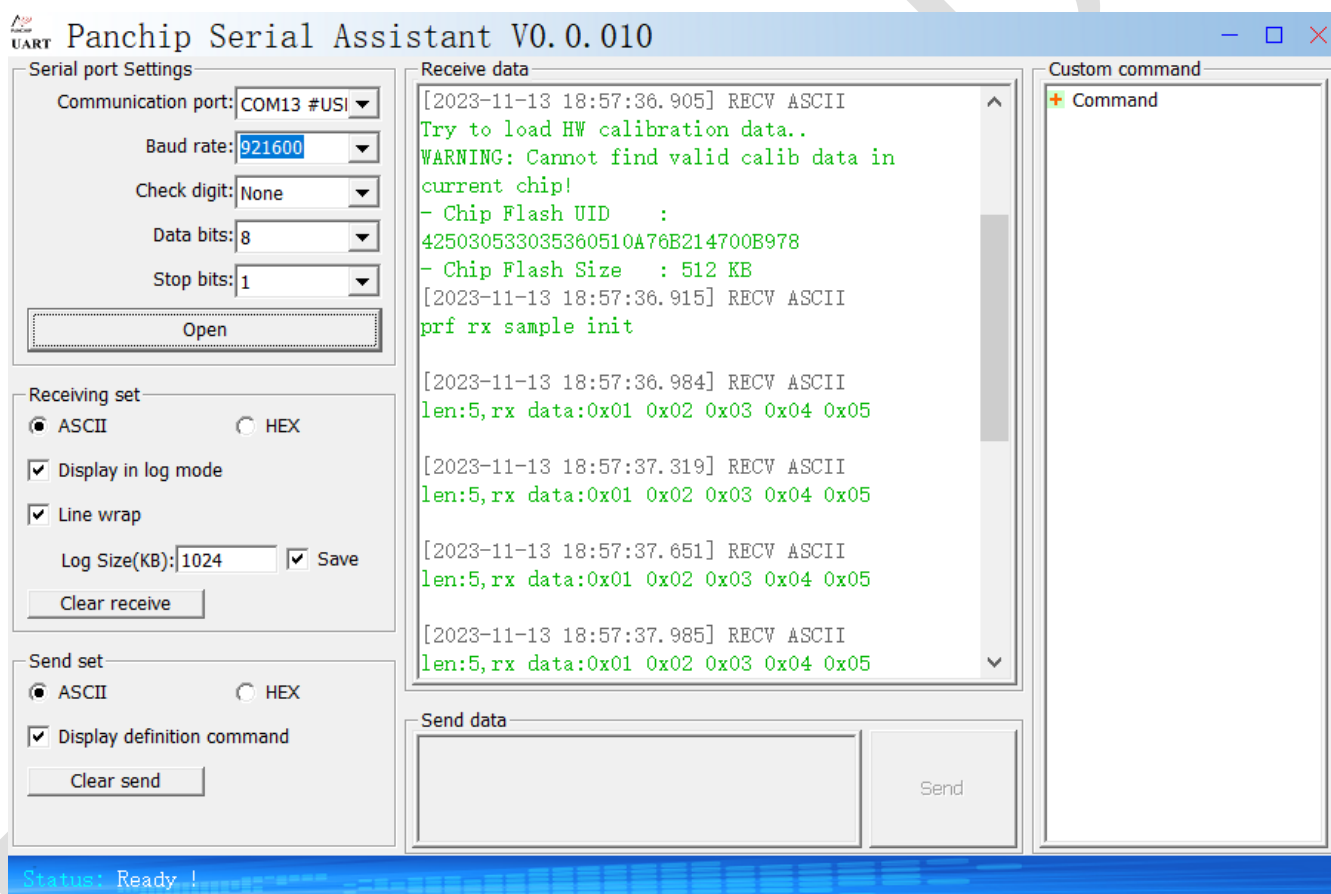 UART Panchip Serial Assistant V0.0.010
Serial port Settings
Communication port: COM13 #USI
Baud rate: 921600
Check digit: None
Data bits: 8
Stop bits: 1
Open
Receiving set
ASCII HEX
Display in log mode
Line wrap
Log Size(KB): 1024 Save
Clear receive
Send set
ASCII HEX
Display definition command
Clear send
Receive data
[2023-11-13 18:57:36.905] RECV ASCII
Try to load HW calibration data..
WARNING: Cannot find valid calib data in
current chip!
- Chip Flash UID :
425030533035360510A76B214700B978
- Chip Flash Size : 512 KB
[2023-11-13 18:57:36.915] RECV ASCII
prf rx sample init
[2023-11-13 18:57:36.984] RECV ASCII
len:5,rx data:0x01 0x02 0x03 0x04 0x05
[2023-11-13 18:57:37.319] RECV ASCII
len:5,rx data:0x01 0x02 0x03 0x04 0x05
[2023-11-13 18:57:37.651] RECV ASCII
len:5,rx data:0x01 0x02 0x03 0x04 0x05
[2023-11-13 18:57:37.985] RECV ASCII
len:5,rx data:0x01 0x02 0x03 0x04 0x05
Send data
Send
Custom command
Command
Status: Ready !